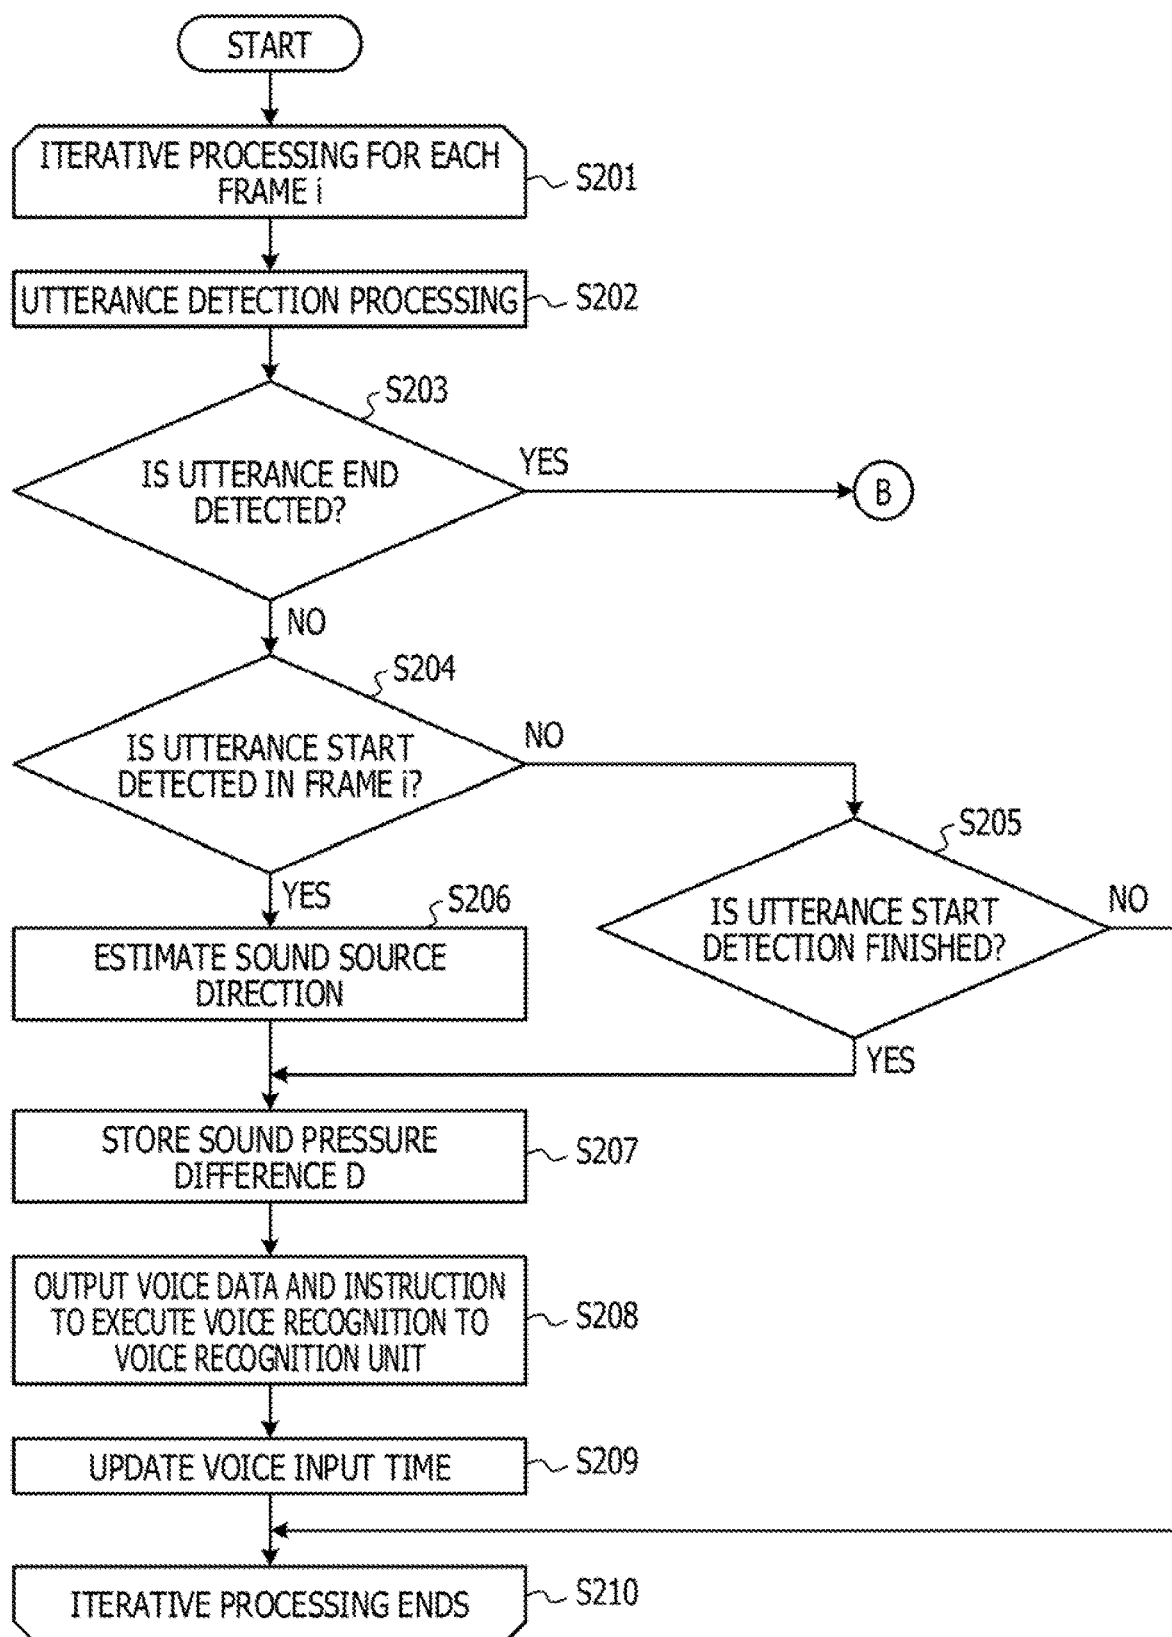 START
ITERATIVE PROCESSING FOR EACH
FRAME i
S201
UTTERANCE DETECTION PROCESSING
S202
S203
IS UTTERANCE END
DETECTED?
YES
B
NO
S204
IS UTTERANCE START
DETECTED IN FRAME i?
NO
S205
IS UTTERANCE START
DETECTION FINISHED?
NO
YES
YES
S206
ESTIMATE SOUND SOURCE
DIRECTION
STORE SOUND PRESSURE
DIFFERENCE D
S207
OUTPUT VOICE DATA AND INSTRUCTION
TO EXECUTE VOICE RECOGNITION TO
VOICE RECOGNITION UNIT
S208
UPDATE VOICE INPUT TIME
S209
ITERATIVE PROCESSING ENDS
S210